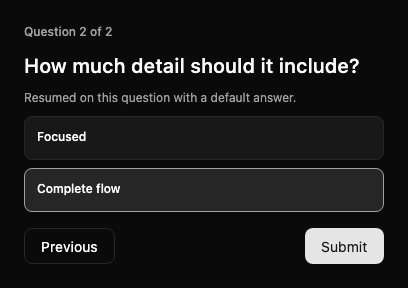 Question 2 of 2
How much detail should it include?
Resumed on this question with a default answer.
Focused
Complete flow
Previous
Submit